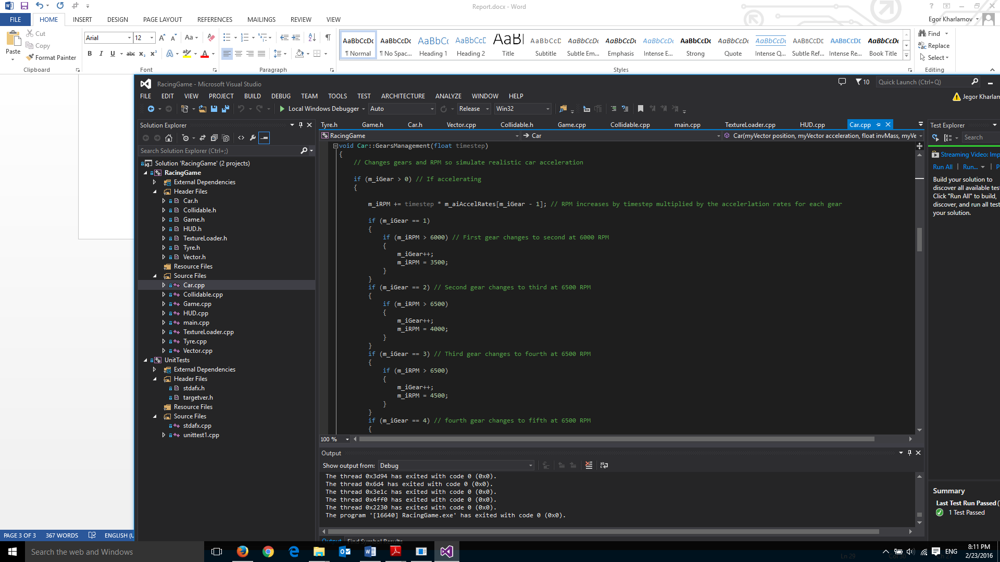 Report.docx - Word
FILE HOME INSERT DESIGN PAGE LAYOUT REFERENCES MAILINGS REVIEW VIEW
Egor Kharlamov
Paste
Cut
Copy
Format Painter
Clipboard
Arial 12
Font
Paragraph
AaBbCcDc AaBbCcDc AaBbCc AaBbCcD AaBl AaBbCcD AaBbCcDc AaBbCcDc AaBbCcDc AaBbCcDc AaBbCcDc AaBbCcDc AABBCCDE AABBCCDE AaBbCcDc
¶ Normal ¶ No Spac... Heading 1 Heading 2 Title Subtitle Subtle Em... Emphasis Intense E... Strong Quote Intense Q... Subtle Ref... Intense Re... Book Title
Styles
Find
Replace
Select
Editing
RacingGame - Microsoft Visual Studio
10
Quick Launch (Ctrl+Q)
FILE EDIT VIEW PROJECT BUILD DEBUG TEAM TOOLS TEST ARCHITECTURE ANALYZE WINDOW HELP
Jegor Kharlam
Local Windows Debugger Auto Release Win32
Solution Explorer
Search Solution Explorer (Ctrl+;)
Solution 'RacingGame' (2 projects)
RacingGame
External Dependencies
Header Files
Car.h
Collidable.h
Game.h
HUD.h
TextureLoader.h
Tyre.h
Vector.h
Resource Files
Source Files
Car.cpp
Collidable.cpp
Game.cpp
HUD.cpp
main.cpp
TextureLoader.cpp
Tyre.cpp
Vector.cpp
UnitTests
External Dependencies
Header Files
stdafx.h
targetver.h
Resource Files
Source Files
stdafx.cpp
unittest1.cpp
Tyre.h Game.h Car.h Vector.cpp Collidable.h Game.cpp Collidable.cpp main.cpp TextureLoader.cpp HUD.cpp Car.cpp
RacingGame Car Car(myVector position, myVector acceleration, float invMass, myVe
void Car::GearsManagement(float timestep)
{
// Changes gears and RPM so simulate realistic car acceleration
if (m_iGear > 0) // If accelerating
{
m_iRPM += timestep * m_aiAccelRates[m_iGear - 1]; // RPM increases by timestep multiplied by the accelerlation rates for each gear
if (m_iGear == 1)
{
if (m_iRPM > 6000) // First gear changes to second at 6000 RPM
{
m_iGear++;
m_iRPM = 3500;
}
}
if (m_iGear == 2) // Second gear changes to third at 6500 RPM
{
if (m_iRPM > 6500)
{
m_iGear++;
m_iRPM = 4000;
}
}
if (m_iGear == 3) // Third gear changes to fourth at 6500 RPM
{
if (m_iRPM > 6500)
{
m_iGear++;
m_iRPM = 4500;
}
}
if (m_iGear == 4) // fourth gear changes to fifth at 6500 RPM
{
100 %
Output
Show output from: Debug
The thread 0x3d94 has exited with code 0 (0x0).
The thread 0x6d4 has exited with code 0 (0x0).
The thread 0x3e1c has exited with code 0 (0x0).
The thread 0x4ff0 has exited with code 0 (0x0).
The thread 0x2230 has exited with code 0 (0x0).
The program '[16640] RacingGame.exe' has exited with code 0 (0x0).
Output Find Symbol Results
Test Explorer
Search
Streaming Video: Imp
Run All | Run... | P
Build your solution to
discover all available tes
Click "Run All" to build,
discover, and run all test
your solution.
Summary
Last Test Run Passed (
1 Test Passed
PAGE 3 OF 3 367 WORDS ENGLISH (U
Ln 29
Search the web and Windows
ENG
8:11 PM
2/23/2016